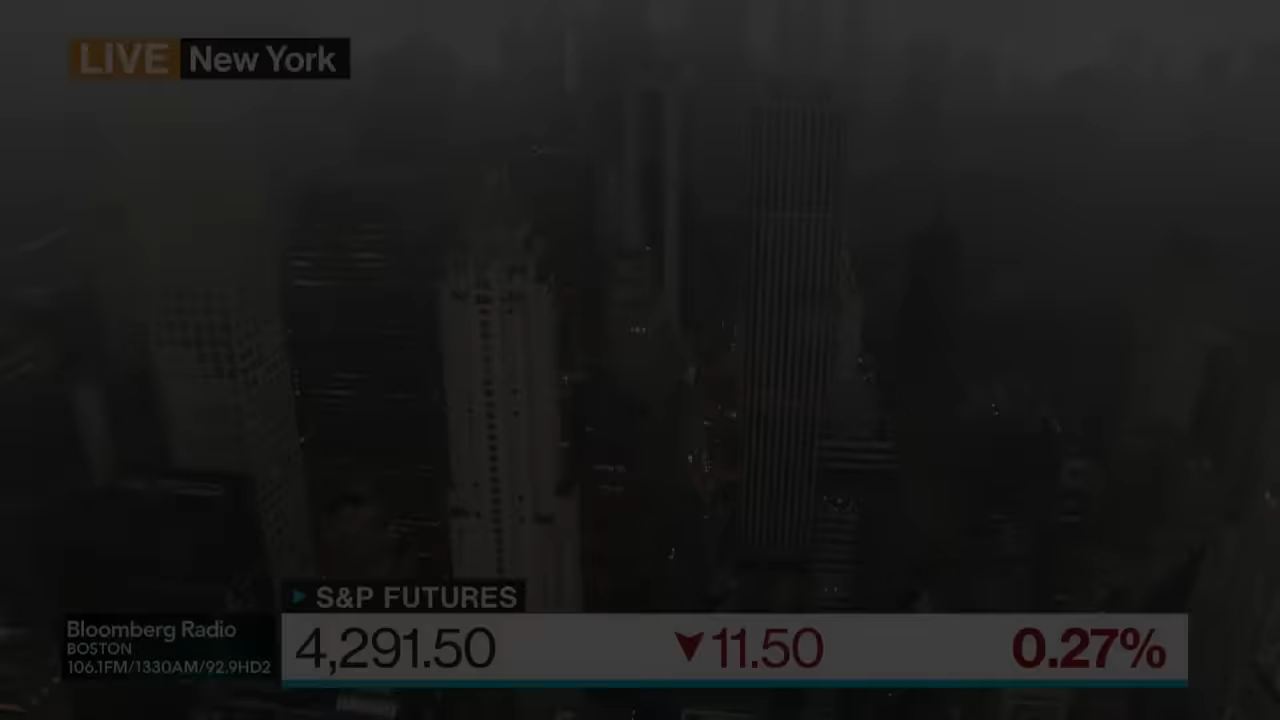 LIVE New York
S&P FUTURES
Bloomberg Radio
BOSTON
106.1FM/1330AM/92.9HD2
4,291.50 ▼11.50 0.27%